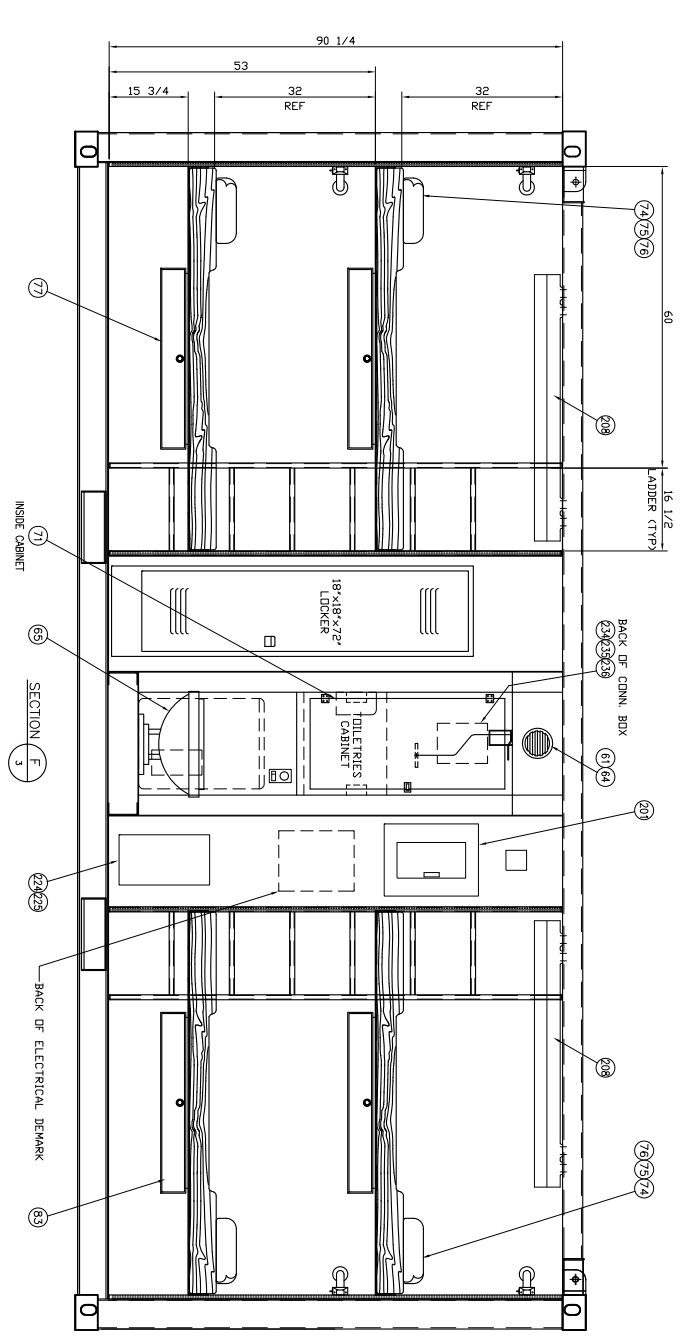 90 1/4
53
15 3/4
32
REF
32
REF
60
16 1/2
LADDER (TYP)
74 75 76
208
77
INSIDE CABINET
71
65
18"x18"x72"
LOCKER
TOILETRIES
CABINET
BACK OF CONN. BOX
234 235 236
61 64
201
224 225
BACK OF ELECTRICAL DEMARK
208
76 75 74
83
SECTION F
3